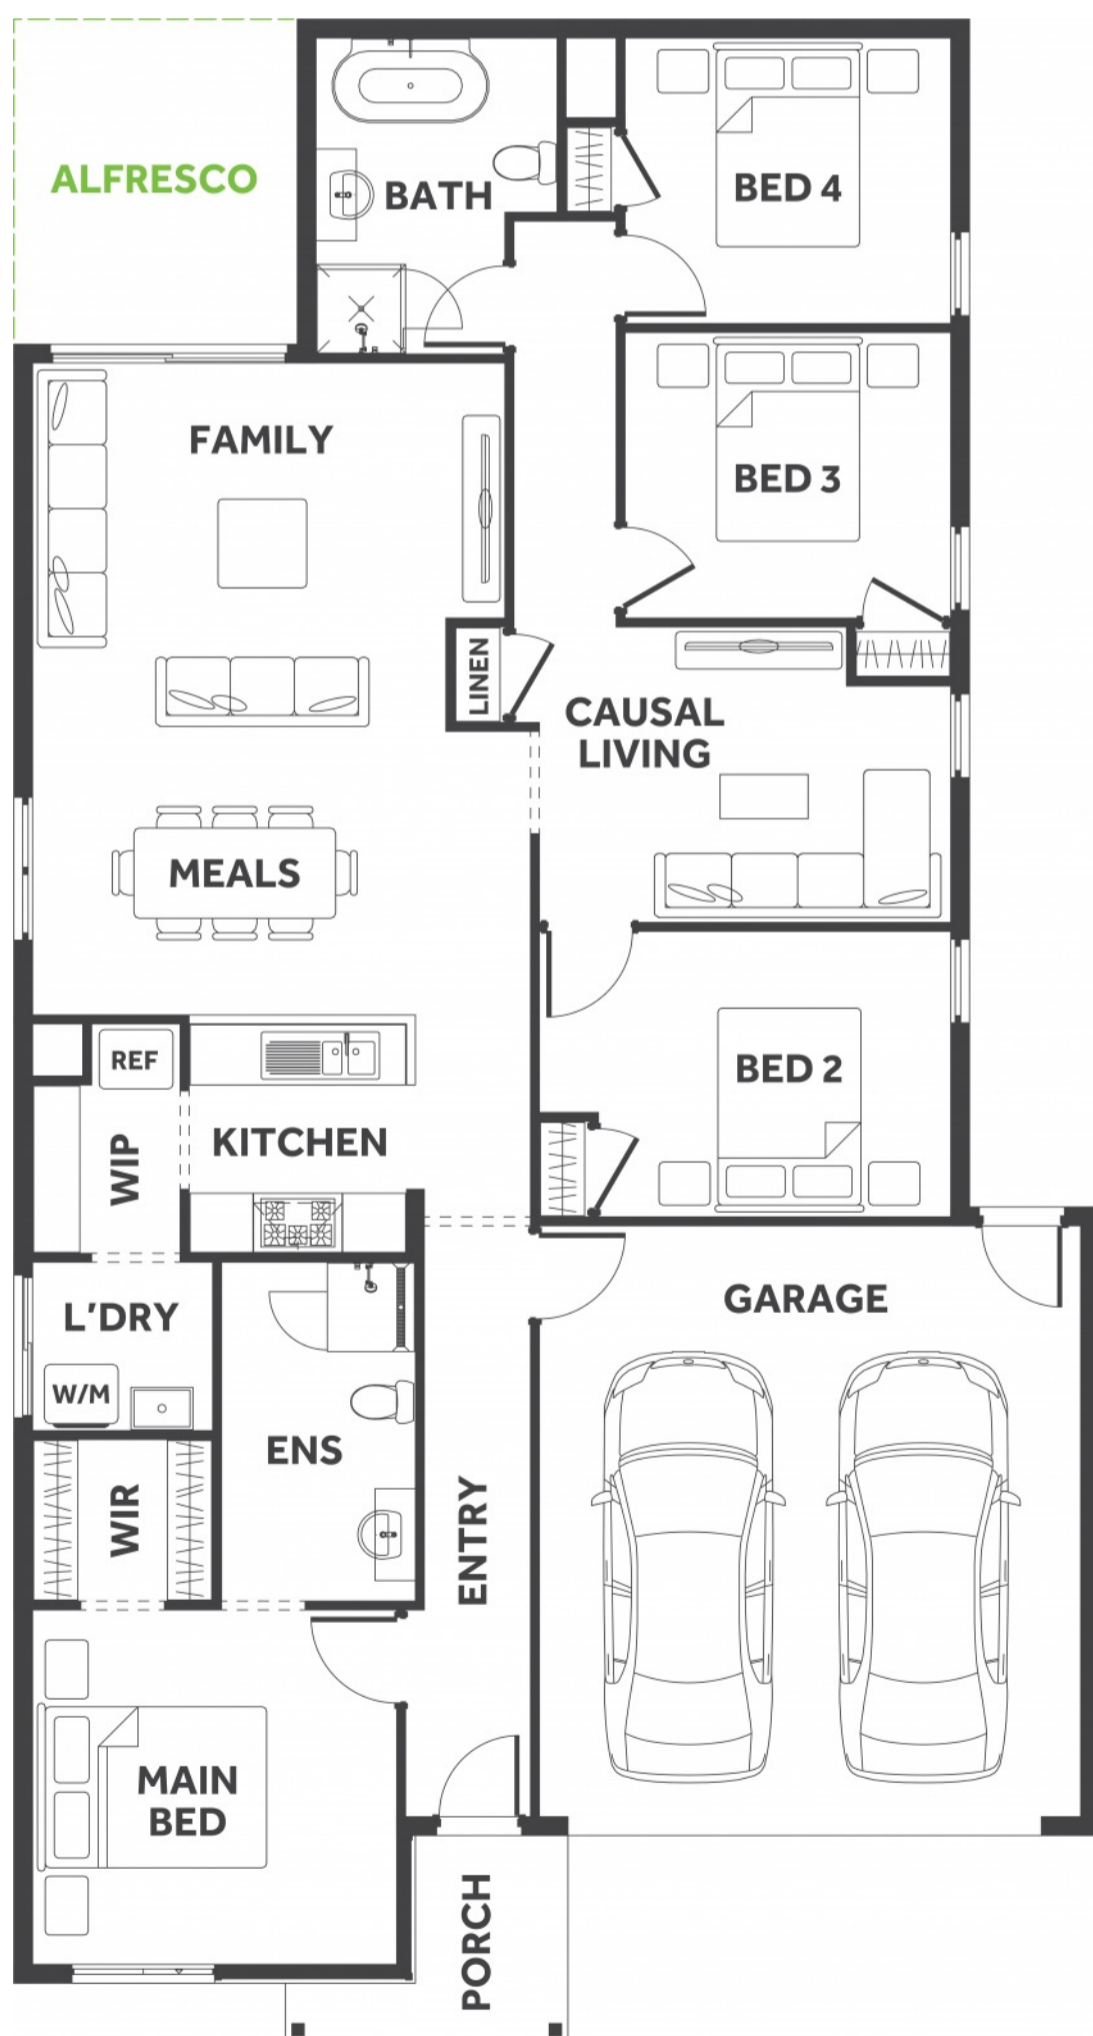 ALFRESCO
BATH
BED 4
FAMILY
BED 3
LINEN
CAUSAL
LIVING
MEALS
REF
BED 2
WIP
KITCHEN
L'DRY
GARAGE
W/M
ENS
WIR
ENTRY
MAIN
BED
PORCH